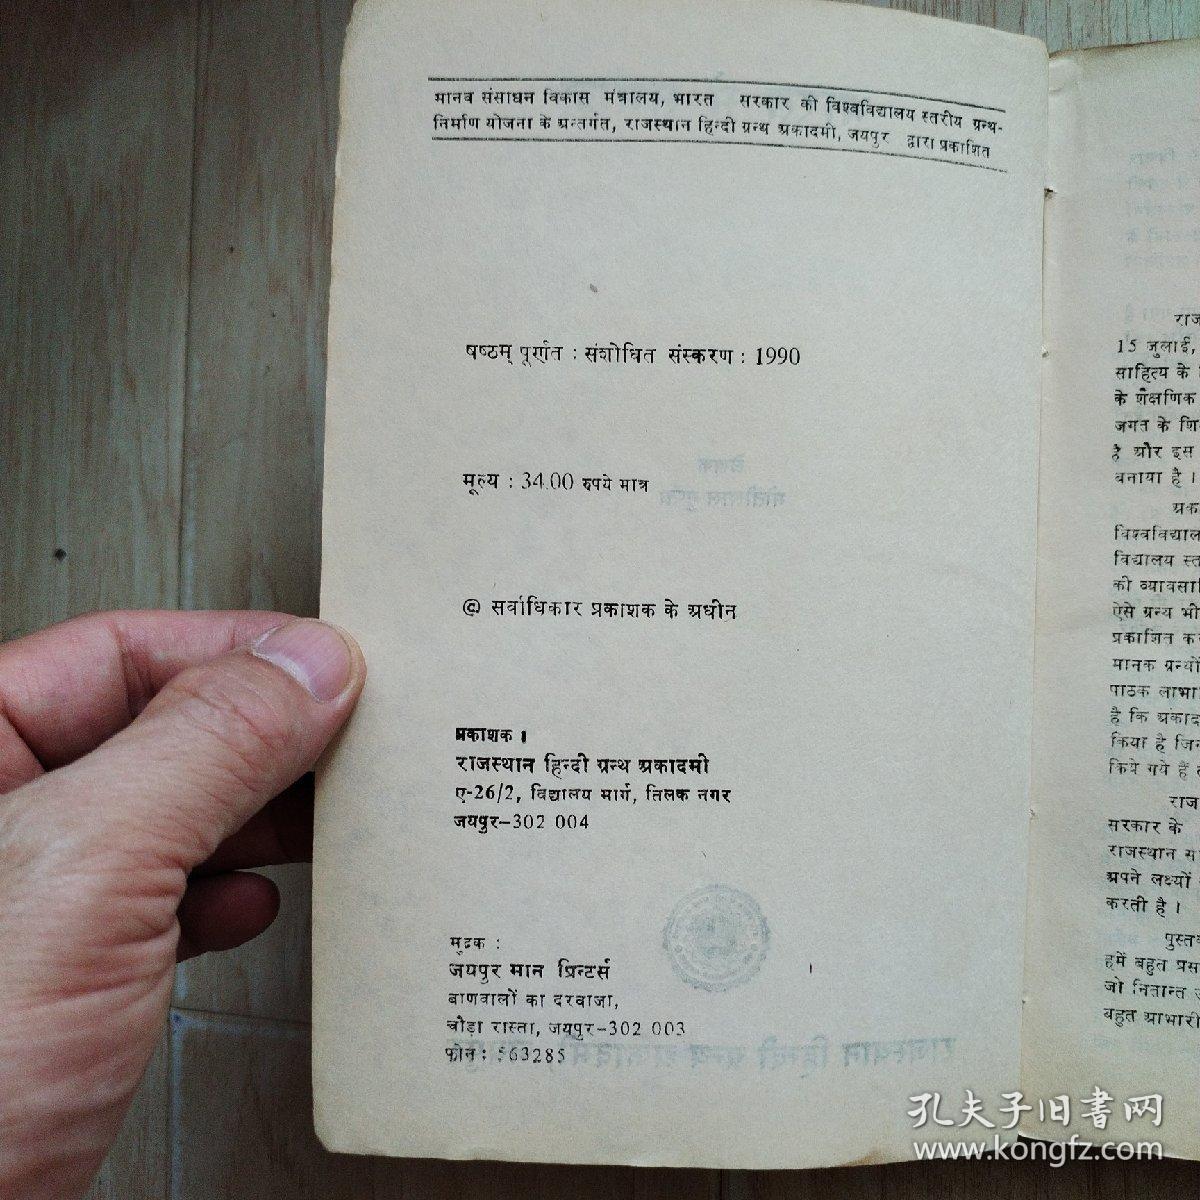 मानव संसाधन विकास मंत्रालय, भारत सरकार की विश्वविद्यालय स्तरीय ग्रन्थ-
निर्माण योजना के अन्तर्गत, राजस्थान हिन्दी ग्रन्थ अकादमी, जयपुर द्वारा प्रकाशित
षष्ठम् पूर्णत : संशोधित संस्करण : 1990
मूल्य : 34.00 रुपये मात्र
@ सर्वाधिकार प्रकाशक के अधीन
प्रकाशक ।
राजस्थान हिन्दी ग्रन्थ अकादमी
ए-26/2, विद्यालय मार्ग, तिलक नगर
जयपुर-302 004
मुद्रक :
जयपुर मान प्रिन्टर्स
बाणवालों का दरवाजा,
चौड़ा रास्ता, जयपुर-302 003
फोन : 563285
राज
15 जुलाई,
साहित्य के
के शैक्षणिक
जगत के शि
है और इस
बनाया है ।
अक
विश्वविद्याल
विद्यालय स्त
की व्यावसा
ऐसे ग्रन्थ भी
प्रकाशित क
मानक ग्रन्थों
पाठक लाभा
है कि अकाद
किया है जि
किये गये हैं
राज
सरकार के
राजस्थान स
अपने लक्ष्यों
करती है ।
पुस्त
हमें बहुत प्रस
जो नितान्त
बहुत आभारी
孔夫子旧书网
www.kongfz.com